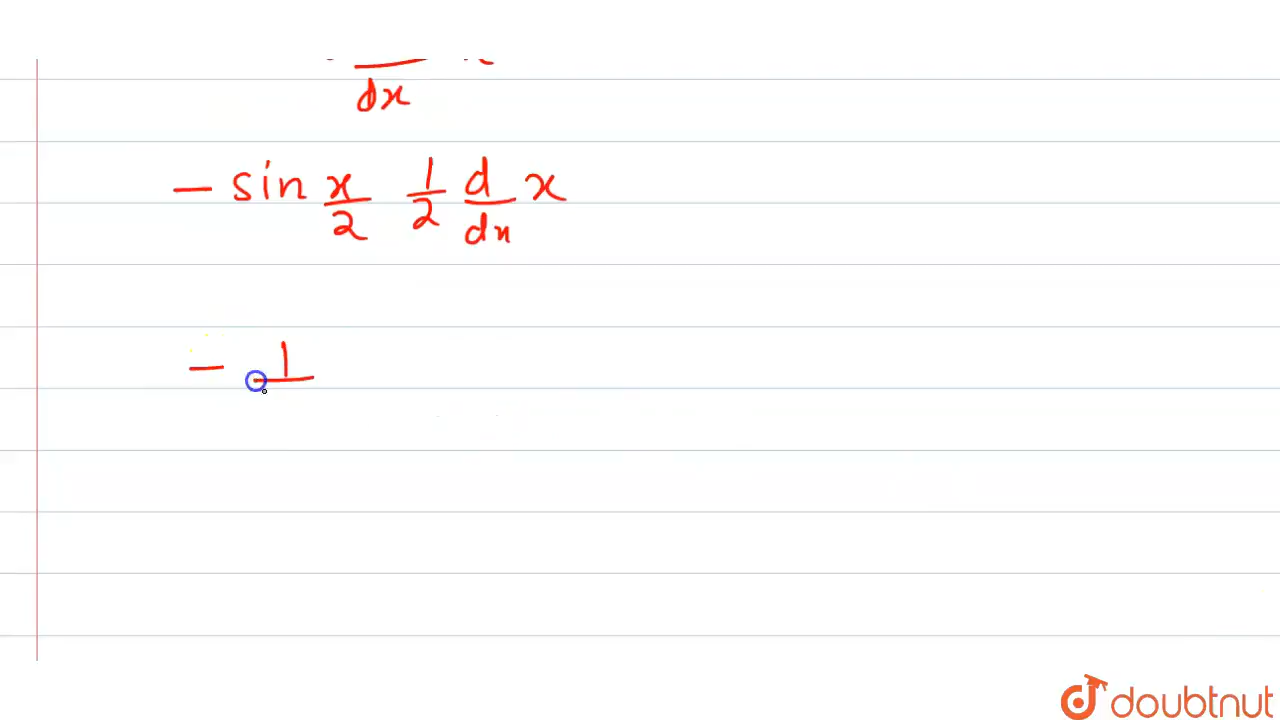 dx
- sin x/2 1/2 d/dx x
- 1
doubtnut